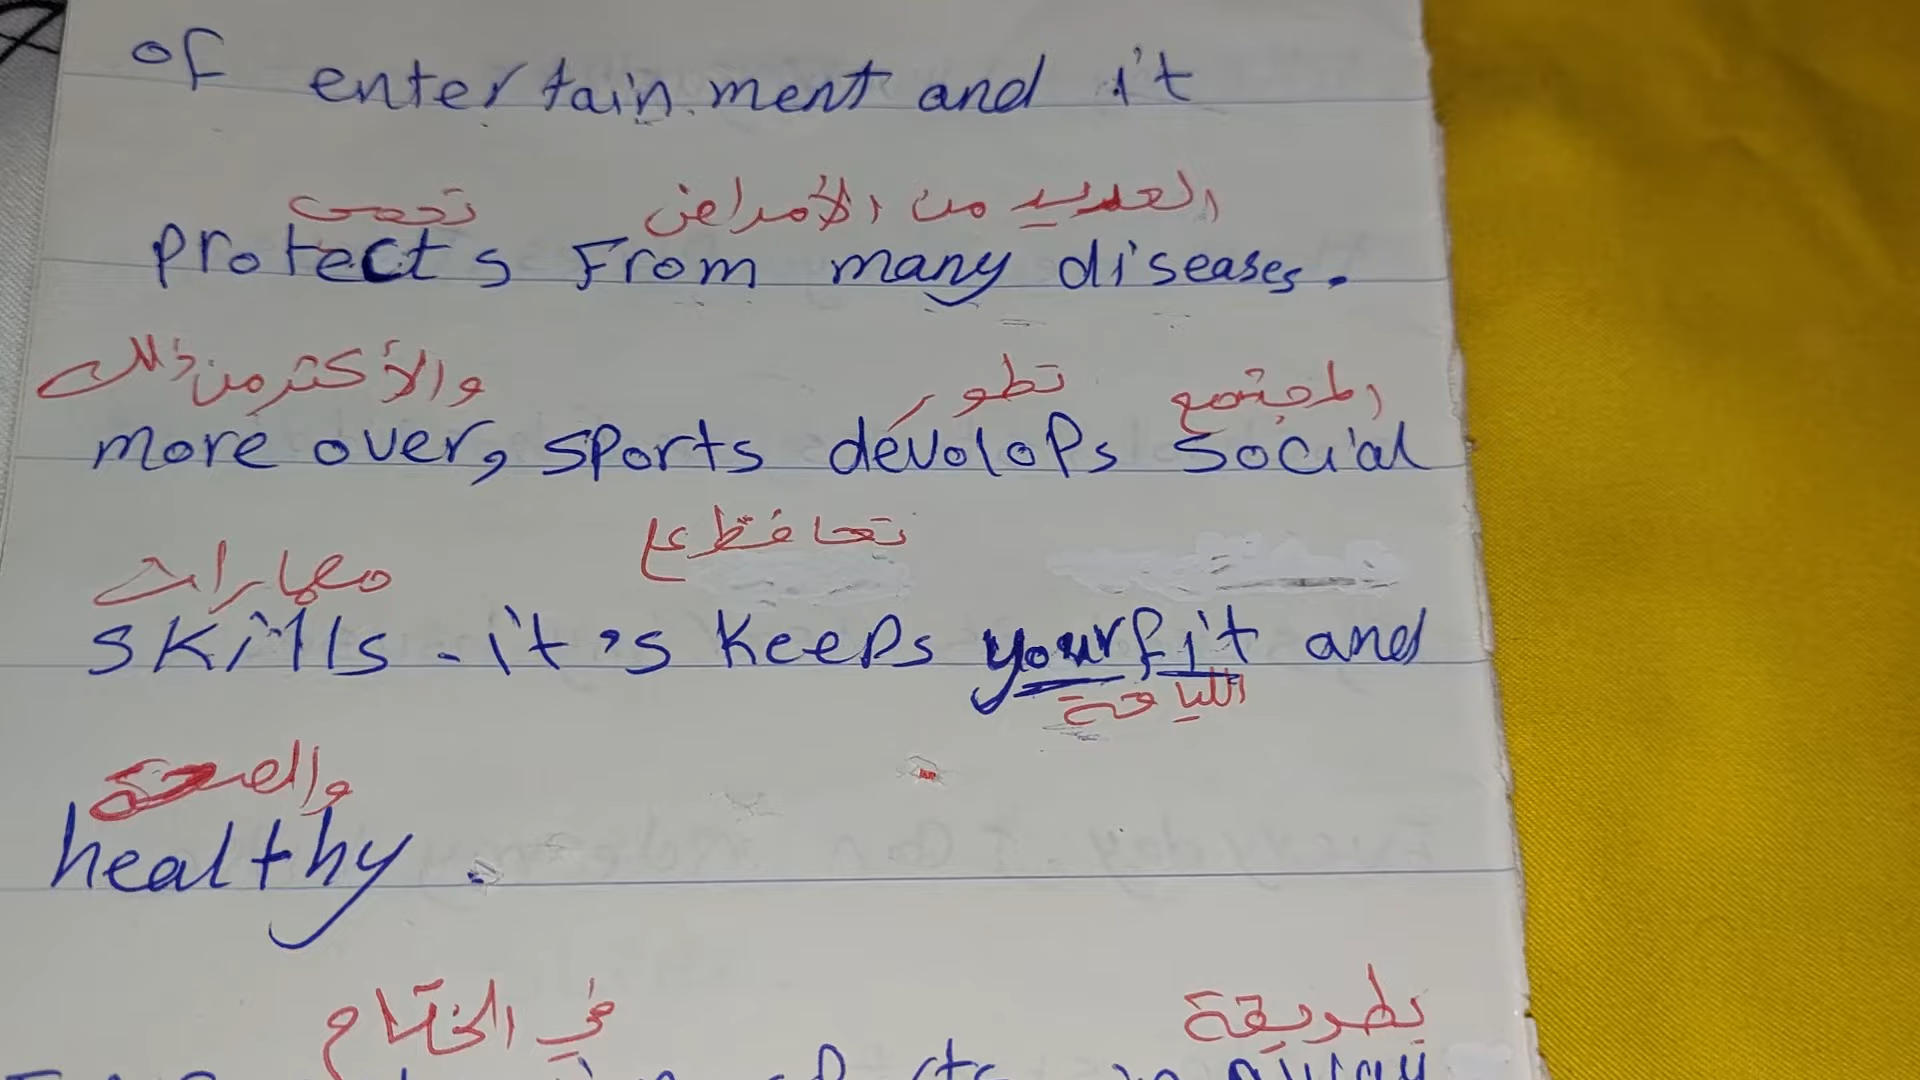 of entertainment and it
تحمي العديد من الأمراض
protects From many diseases.
والأكثر من ذلك تطور المجتمع
more over, sports devolops social
مهارات تحافظ ع
skills. it's keeps your fit and
اللياقة
والصحة
healthy.
في الختام بطريقة